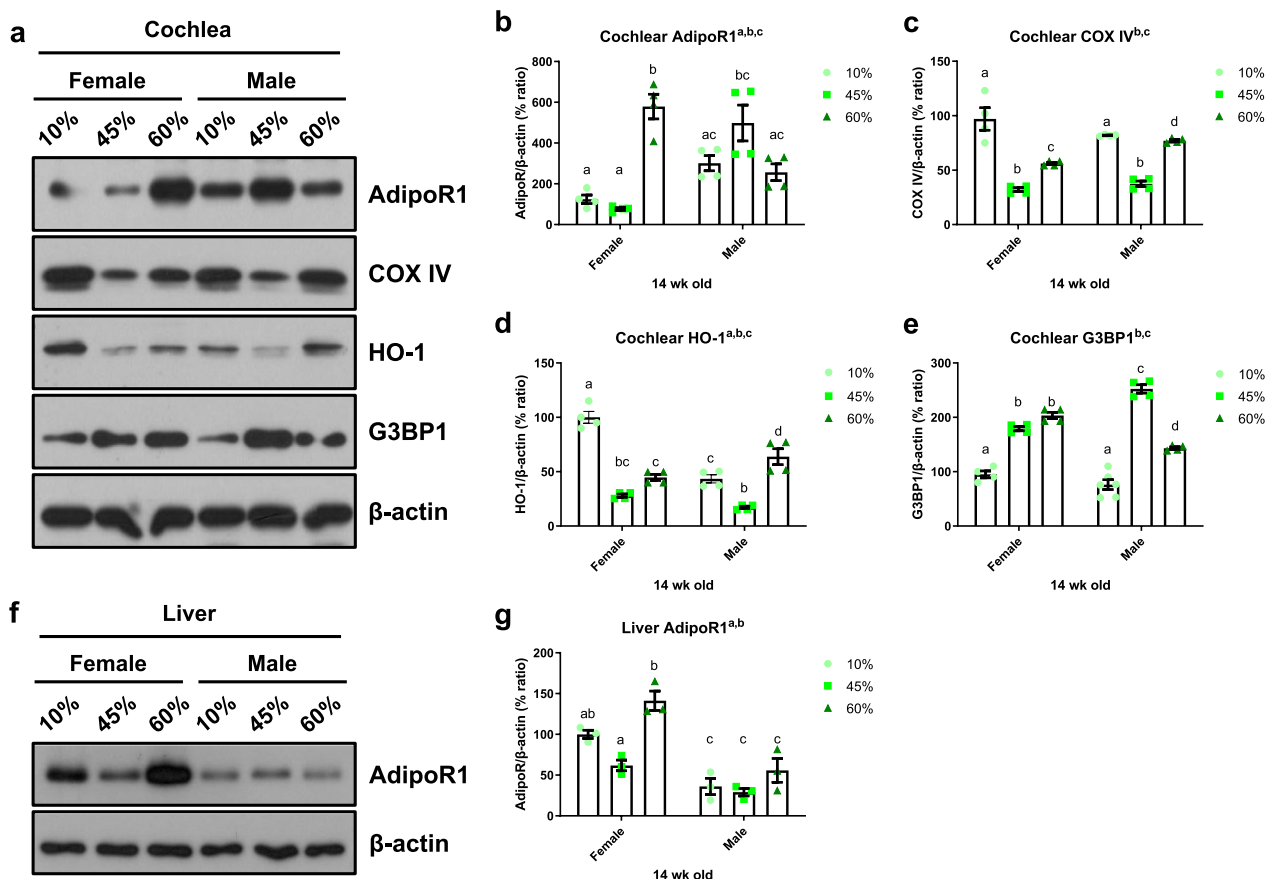 a
Cochlea
Female Male
10% 45% 60% 10% 45% 60%
AdipoR1
COX IV
HO-1
G3BP1
β-actin
b
Cochlear AdipoR1a,b,c
AdipoR/β-actin (% ratio)
800
600
400
200
0
a a b ac bc ac
Female Male
14 wk old
10%
45%
60%
c
Cochlear COX IVb,c
COX IV/β-actin (% ratio)
150
100
50
0
a b c a b d
Female Male
14 wk old
10%
45%
60%
d
Cochlear HO-1a,b,c
HO-1/β-actin (% ratio)
150
100
50
0
a bc c c b d
Female Male
14 wk old
10%
45%
60%
e
Cochlear G3BP1b,c
G3BP1/β-actin (% ratio)
300
200
100
0
a b b a c d
Female Male
14 wk old
10%
45%
60%
f
Liver
Female Male
10% 45% 60% 10% 45% 60%
AdipoR1
β-actin
g
Liver AdipoR1a,b
AdipoR/β-actin (% ratio)
200
150
100
50
0
ab a b c c c
Female Male
14 wk old
10%
45%
60%